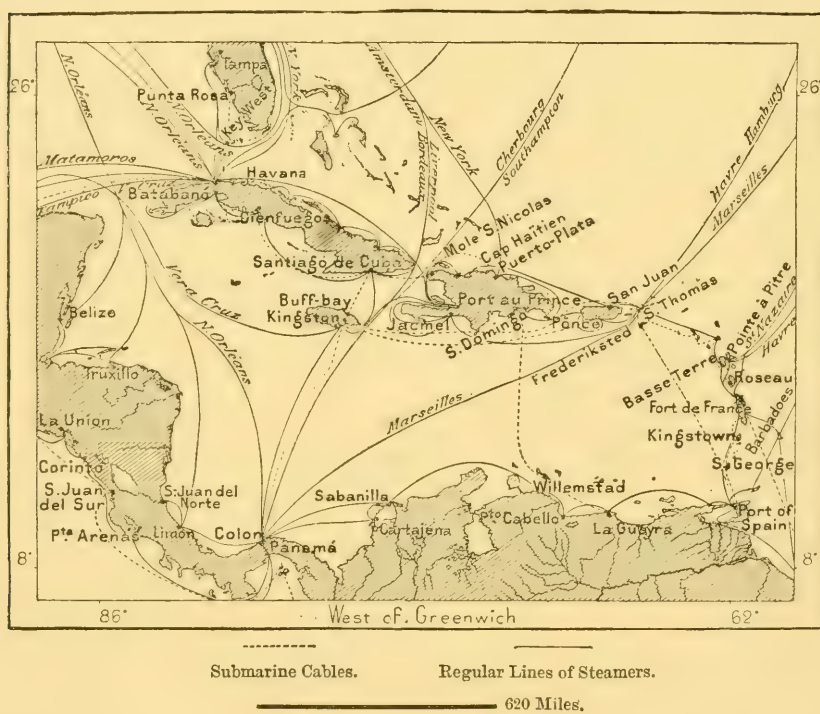 N. Orléans
V. Orléans
N. Orléans
Tampa
N. York
Punta Rosa
Key West
26°
26°
Amsterdam
Bordeaux
Liverpool
New York
Cherbourg
Southampton
Havre
Hamburg
Marseilles
Matamoros
Tampico
Havana
Batabanó
Cienfuegos
Mole S. Nicolas
Cap Haïtien
Puerto-Plata
Santiago de Cuba
Vera Cruz
N. Orléans
Buff-bay
Kingston
Jacmel
Port au Prince
S. Domingo
Ponce
San Juan
S. Thomas
Frederiksted
Belize
Basse Terre
Pointe à Pitre
S. Nazaire
Havre
Roseau
Fort de France
Barbadoes
Kingstown
S. George
Truxillo
Marseilles
La Union
Corinto
S. Juan del Sur
S. Juan del Norte
Pta. Arenas
Limon
Colon
Panamá
Sabanilla
Cartajena
Willemstad
Pto. Cabello
La Guayra
Port of Spain
8°
8°
86°
West of Greenwich
62°
Submarine Cables.
Regular Lines of Steamers.
620 Miles.